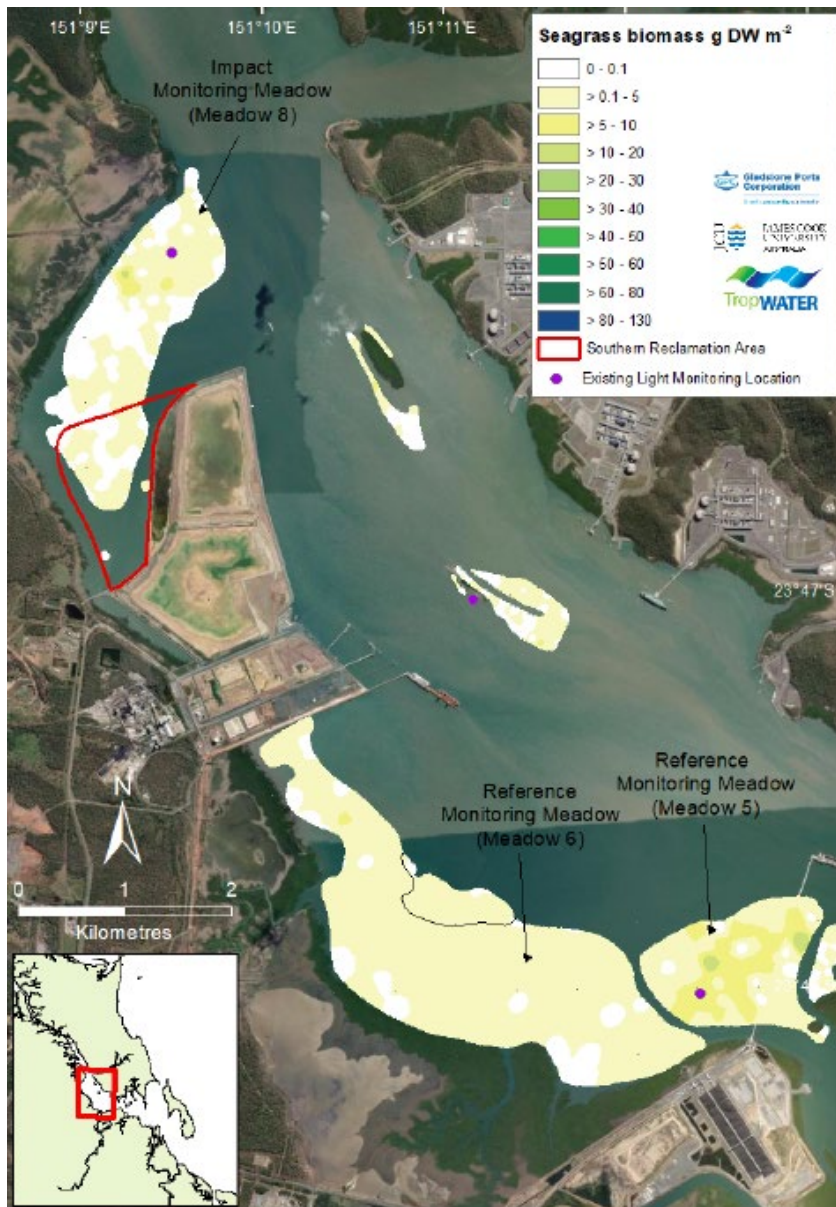 151°9'E
151°10'E
151°11'E
Impact
Monitoring Meadow
(Meadow 8)
Seagrass biomass g DW m⁻²
0 - 0.1
> 0.1 - 5
> 5 - 10
> 10 - 20
> 20 - 30
> 30 - 40
> 40 - 50
> 50 - 60
> 60 - 80
> 80 - 130
Southern Reclamation Area
Existing Light Monitoring Location
Gladstone Ports
Corporation
JCU
JAMES COOK
UNIVERSITY
AUSTRALIA
TropWATER
23°47'S
Reference
Monitoring Meadow
(Meadow 6)
Reference
Monitoring Meadow
(Meadow 5)
N
0 1 2
Kilometres